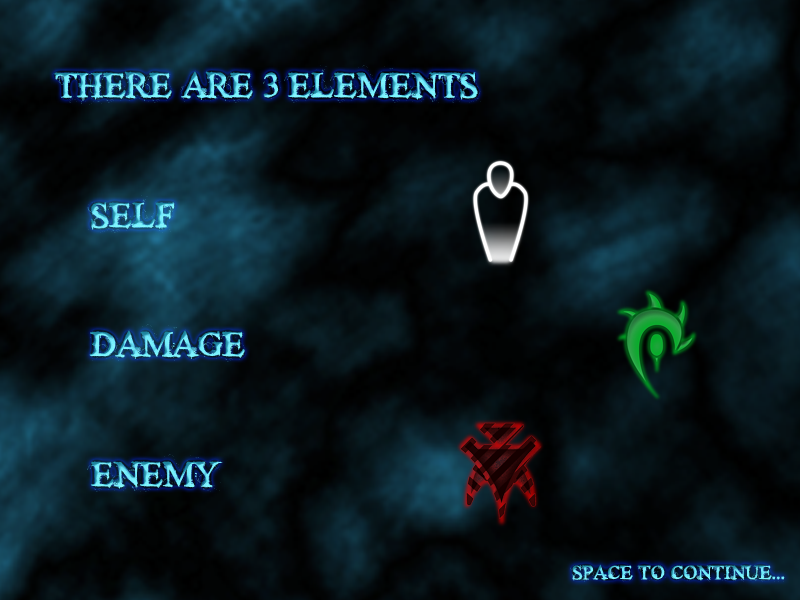 THERE ARE 3 ELEMENTS
SELF
DAMAGE
ENEMY
SPACE TO CONTINUE...